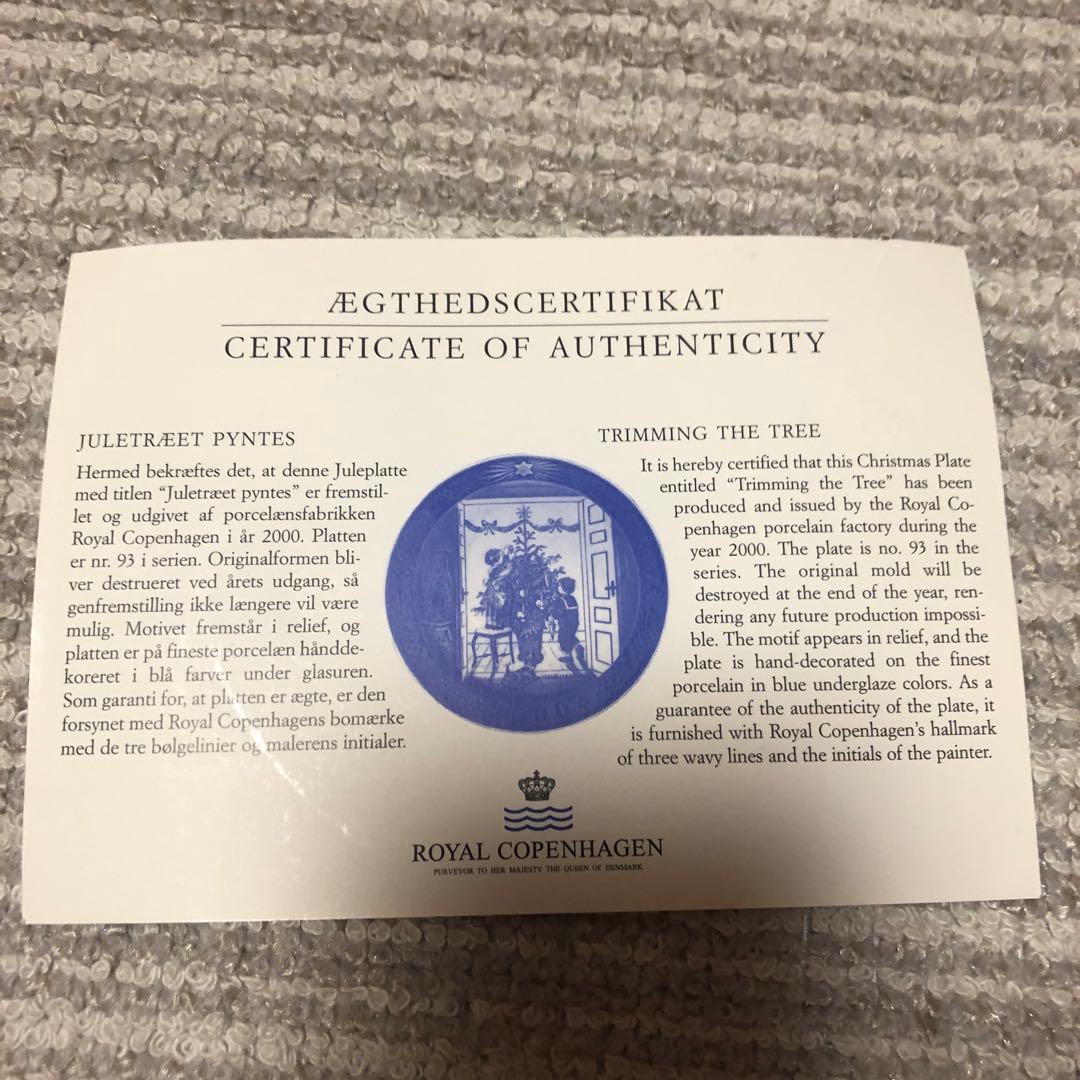 ÆGTHEDSCERTIFIKAT
CERTIFICATE OF AUTHENTICITY
JULETRÆET PYNTES
Hermed bekræftes det, at denne Juleplatte
med titlen “Juletræet pyntes” er fremstil-
let og udgivet af porcelænsfabrikken
Royal Copenhagen i år 2000. Platten
er nr. 93 i serien. Originalformen bli-
ver destrueret ved årets udgang, så
genfremstilling ikke længere vil være
mulig. Motivet fremstår i relief, og
platten er på fineste porcelæn hånddе-
koreret i blå farver under glasuren.
Som garanti for, at platten er ægte, er den
forsynet med Royal Copenhagens bomærke
med de tre bølgelinier og malerens initialer.
TRIMMING THE TREE
It is hereby certified that this Christmas Plate
entitled “Trimming the Tree” has been
produced and issued by the Royal Co-
penhagen porcelain factory during the
year 2000. The plate is no. 93 in the
series. The original mold will be
destroyed at the end of the year, ren-
dering any future production impossi-
ble. The motif appears in relief, and the
plate is hand-decorated on the finest
porcelain in blue underglaze colors. As a
guarantee of the authenticity of the plate, it
is furnished with Royal Copenhagen’s hallmark
of three wavy lines and the initials of the painter.
ROYAL COPENHAGEN
PURVEYOR TO HER MAJESTY THE QUEEN OF DENMARK